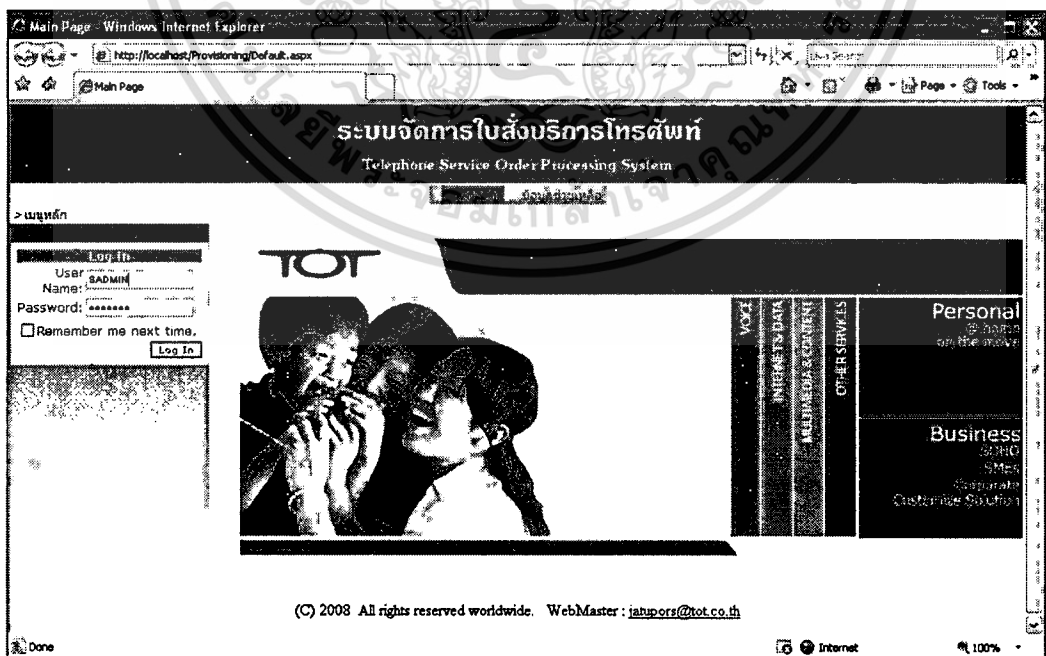 Main Page - Windows Internet Explorer
http://localhost/Provisioning/Default.aspx
Main Page
Page
Tools
ระบบจัดการใบสั่งบริการโทรศัพท์
Telephone Service Order Processing System
> เมนูหลัก
Log In
User Name: SADMIN
Password:
Remember me next time.
Log In
TOT
VOICE
INTERNET & DATA
MULTIMEDIA & CONTENT
OTHER SERVICES
Personal
@ home
on the move
Business
SOHO
SMEs
Corporate
Customize Solution
(C) 2008 All rights reserved worldwide. WebMaster : jatupors@tot.co.th
Done
Internet
100%